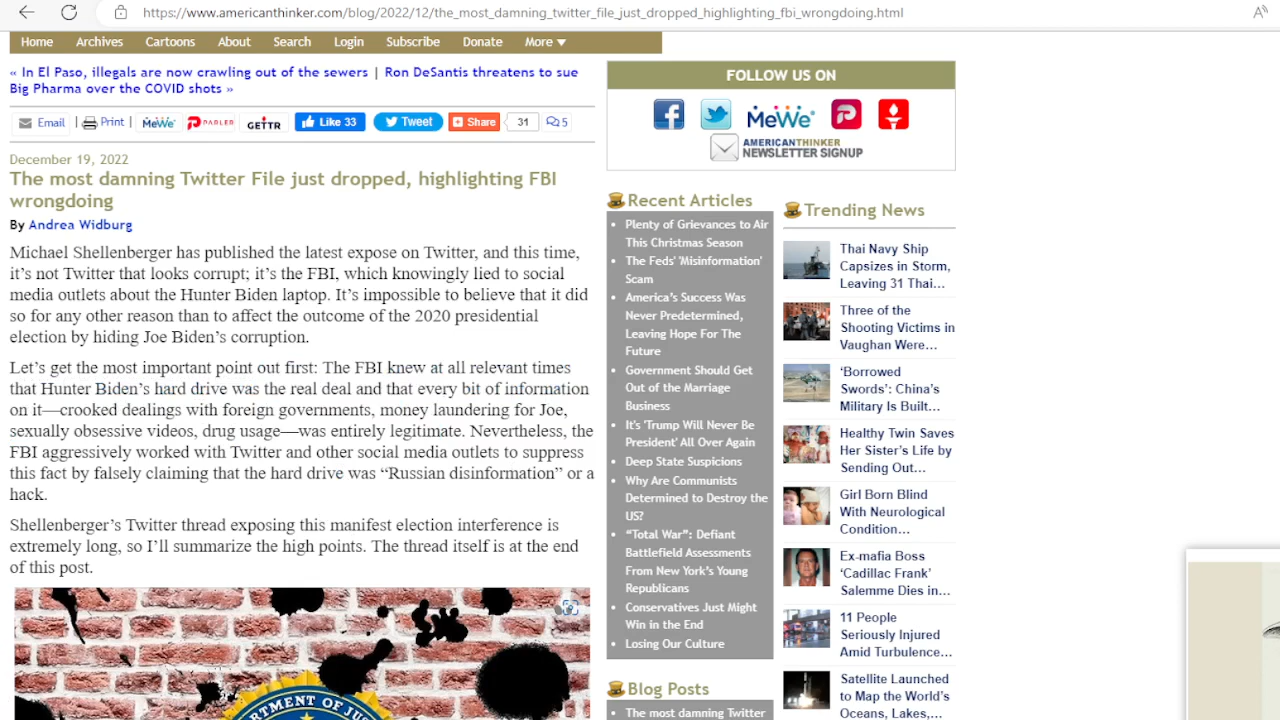 https://www.americanthinker.com/blog/2022/12/the_most_damning_twitter_file_just_dropped_highlighting_fbi_wrongdoing.html
Home Archives Cartoons About Search Login Subscribe Donate More ▼
« In El Paso, illegals are now crawling out of the sewers | Ron DeSantis threatens to sue
Big Pharma over the COVID shots »
Email | Print | MeWe PARLER GETTR Like 33 Tweet Share 31 5
December 19, 2022
The most damning Twitter File just dropped, highlighting FBI
wrongdoing
By Andrea Widburg
Michael Shellenberger has published the latest expose on Twitter, and this time,
it's not Twitter that looks corrupt; it's the FBI, which knowingly lied to social
media outlets about the Hunter Biden laptop. It's impossible to believe that it did
so for any other reason than to affect the outcome of the 2020 presidential
election by hiding Joe Biden's corruption.
Let's get the most important point out first: The FBI knew at all relevant times
that Hunter Biden's hard drive was the real deal and that every bit of information
on it—crooked dealings with foreign governments, money laundering for Joe,
sexually obsessive videos, drug usage—was entirely legitimate. Nevertheless, the
FBI aggressively worked with Twitter and other social media outlets to suppress
this fact by falsely claiming that the hard drive was “Russian disinformation” or a
hack.
Shellenberger's Twitter thread exposing this manifest election interference is
extremely long, so I'll summarize the high points. The thread itself is at the end
of this post.
RTMENT OF JUS
FOLLOW US ON
MeWe
AMERICANTHINKER
NEWSLETTER SIGNUP
Recent Articles
Plenty of Grievances to Air
This Christmas Season
The Feds' 'Misinformation'
Scam
America's Success Was
Never Predetermined,
Leaving Hope For The
Future
Government Should Get
Out of the Marriage
Business
It's 'Trump Will Never Be
President' All Over Again
Deep State Suspicions
Why Are Communists
Determined to Destroy the
US?
“Total War”: Defiant
Battlefield Assessments
From New York's Young
Republicans
Conservatives Just Might
Win in the End
Losing Our Culture
Blog Posts
The most damning Twitter
Trending News
Thai Navy Ship
Capsizes in Storm,
Leaving 31 Thai…
Three of the
Shooting Victims in
Vaughan Were…
‘Borrowed
Swords’: China's
Military Is Built…
Healthy Twin Saves
Her Sister's Life by
Sending Out…
Girl Born Blind
With Neurological
Condition…
Ex-mafia Boss
‘Cadillac Frank’
Salemme Dies in…
11 People
Seriously Injured
Amid Turbulence…
Satellite Launched
to Map the World's
Oceans, Lakes,…